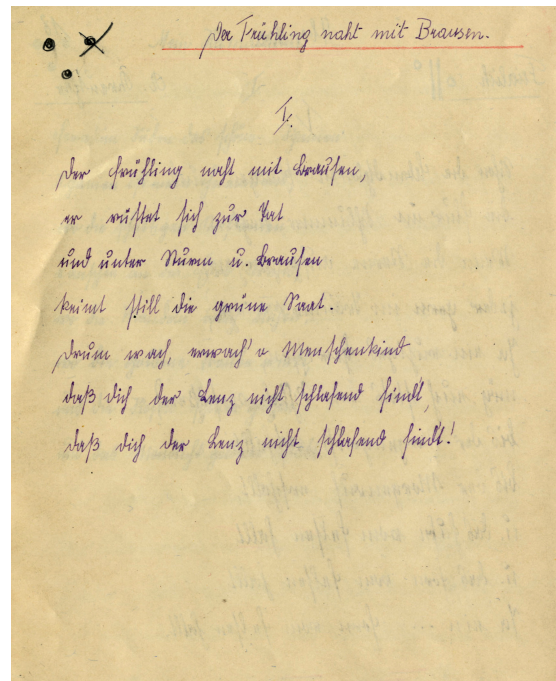 Der Frühling naht mit Brausen.
I.
Der Frühling naht mit Brausen,
er rüstet sich zur Tat
und unter Sturm u. Brausen
keimt still die grüne Saat.
Drum wach, erwach' o Menschenkind
daß dich der Lenz nicht schlafend findt,
daß dich der Lenz nicht schlafend findt!